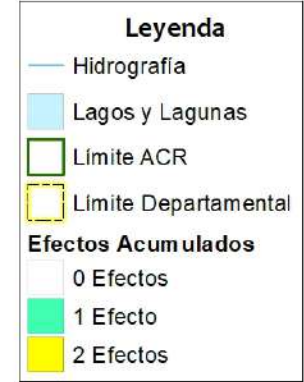 Leyenda
Hidrografía
Lagos y Lagunas
Límite ACR
Límite Departamental
Efectos Acumulados
0 Efectos
1 Efecto
2 Efectos